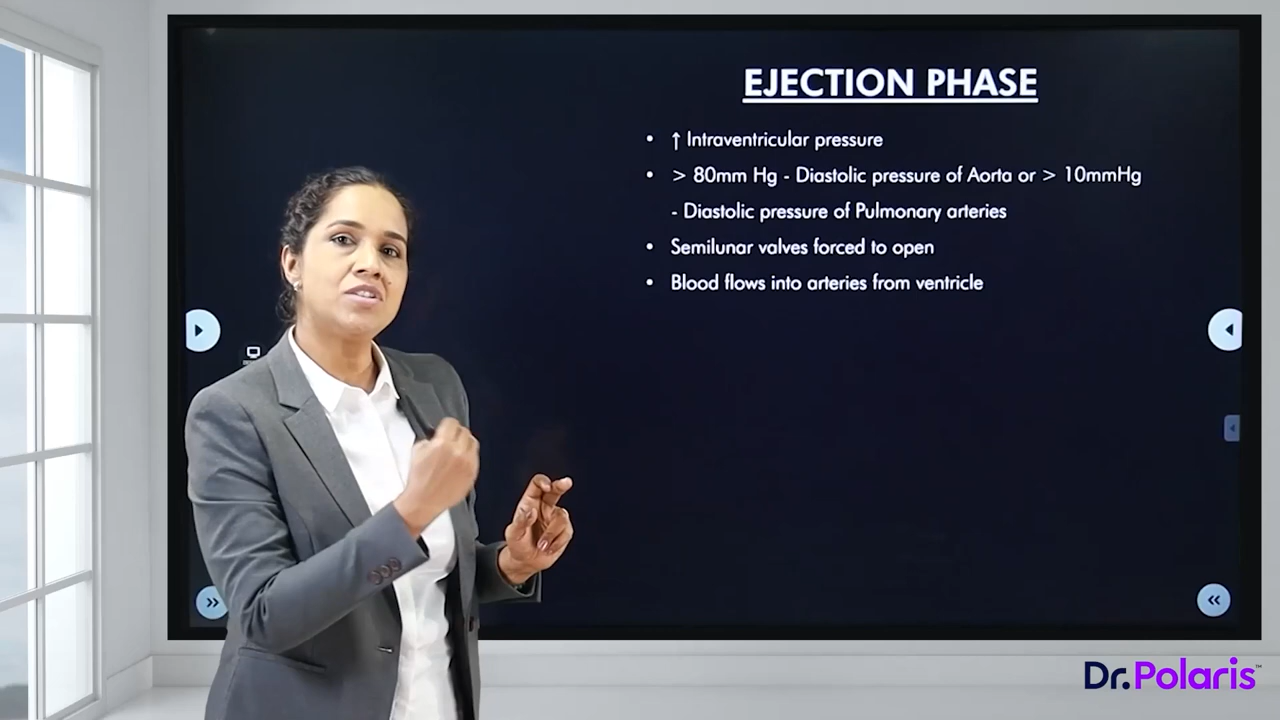 EJECTION PHASE
• ↑ Intraventricular pressure
• > 80mm Hg - Diastolic pressure of Aorta or > 10mmHg
- Diastolic pressure of Pulmonary arteries
• Semilunar valves forced to open
• Blood flows into arteries from ventricle
Dr.Polaris™